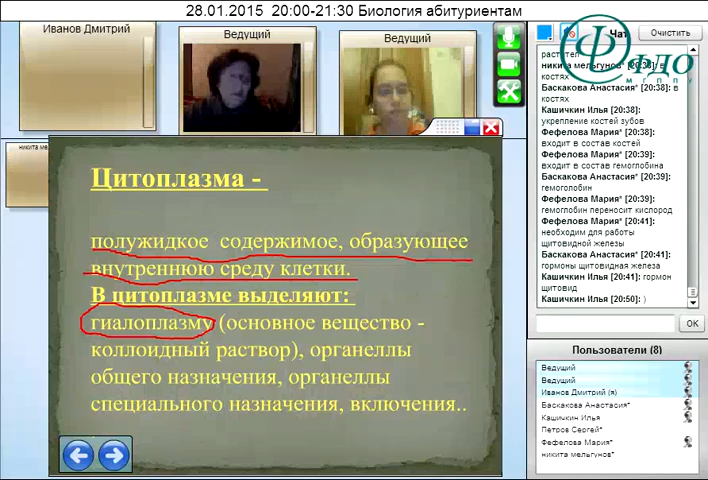 28.01.2015 20:00-21:30 Биология абитуриентам
Иванов Дмитрий
Ведущий
Ведущий
Чат
Очистить
Фдо
МГППУ
никита ме
Цитоплазма -
полужидкое содержимое, образующее
внутреннюю среду клетки.
В цитоплазме выделяют:
гиалоплазму (основное вещество -
коллоидный раствор), органеллы
общего назначения, органеллы
специального назначения, включения..
растител
никита мельгунов* [20:38]: в
костях
Баскакова Анастасия* [20:38]: в
костях
Кашичкин Илья [20:38]:
укрепление костей зубов
Фефелова Мария* [20:38]:
входит в состав костей
Фефелова Мария* [20:39]:
входит в состав гемоглобина
Баскакова Анастасия* [20:39]:
гемоголобин
Фефелова Мария* [20:39]:
гемоглобин переносит кислород
Фефелова Мария* [20:41]:
необходим для работы
щитовидной железы
Баскакова Анастасия* [20:41]:
гормоны щитовидная железа
Кашичкин Илья [20:41]: гормон
щитовид
Кашичкин Илья [20:50]: )
OK
Пользователи (8)
Ведущий
Ведущий
Иванов Дмитрий (я)
Баскакова Анастасия*
Кашичкин Илья
Петров Сергей*
Фефелова Мария*
никита мельгунов*